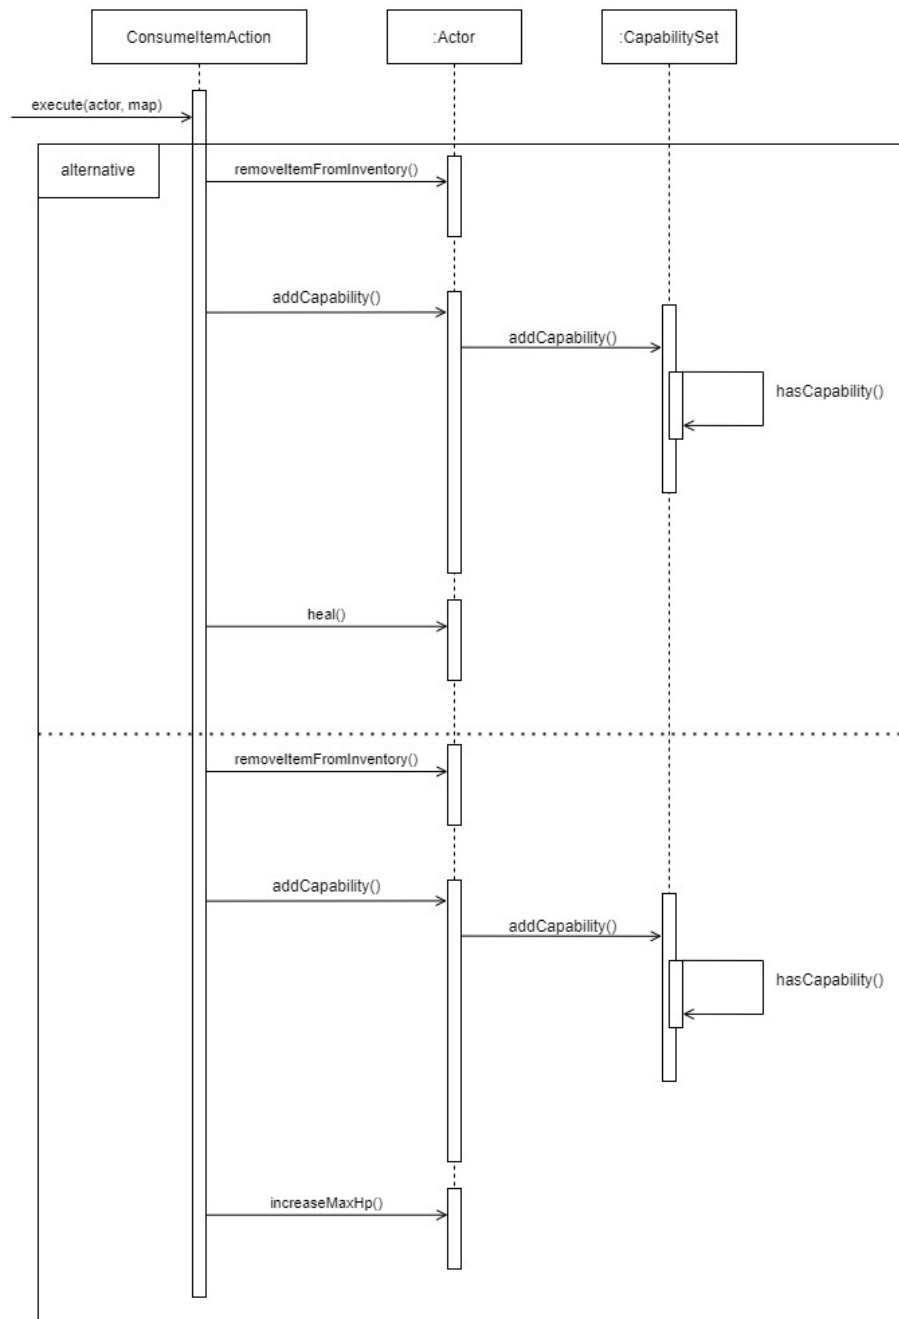 ConsumeItemAction
:Actor
:CapabilitySet
execute(actor, map)
alternative
removeItemFromInventory()
addCapability()
addCapability()
hasCapability()
heal()
removeItemFromInventory()
addCapability()
addCapability()
hasCapability()
increaseMaxHp()